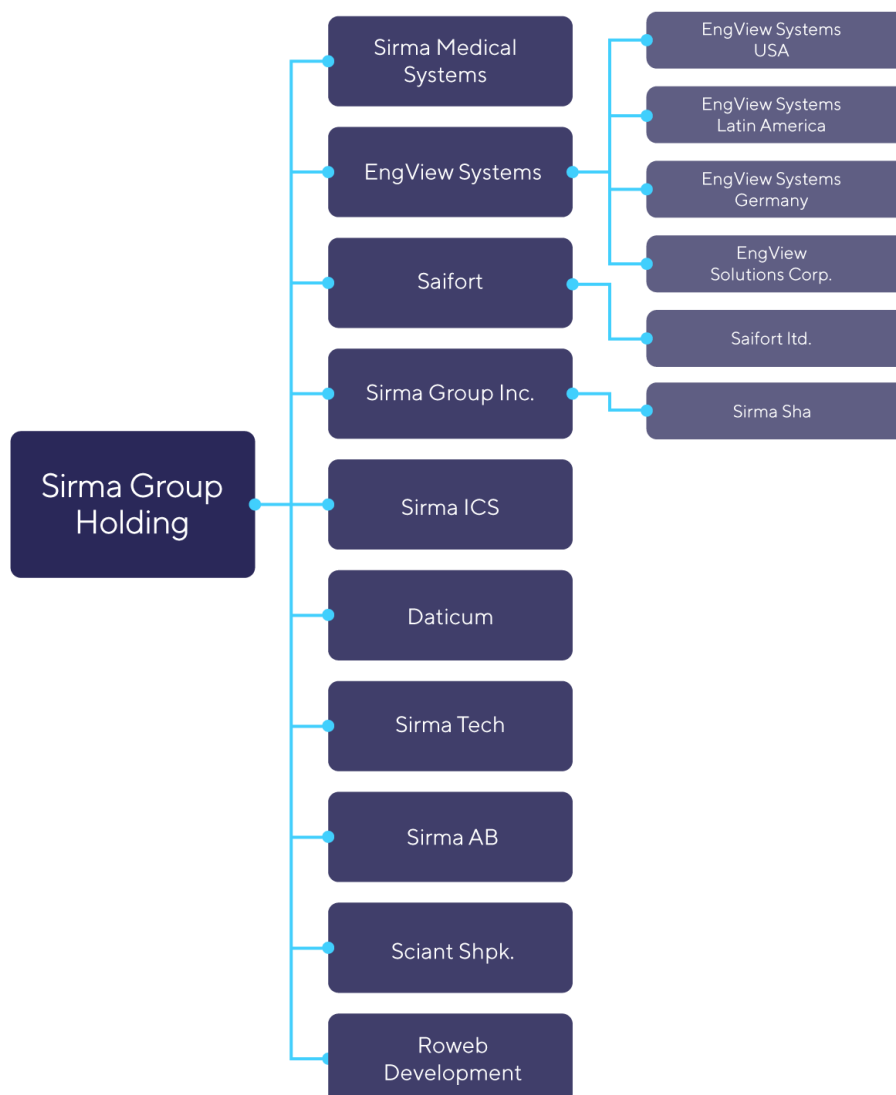 Sirma Group
Holding
Sirma Medical
Systems
EngView Systems
Saifort
Sirma Group Inc.
Sirma ICS
Daticum
Sirma Tech
Sirma AB
Sciant Shpk.
Roweb
Development
EngView Systems
USA
EngView Systems
Latin America
EngView Systems
Germany
EngView
Solutions Corp.
Saifort ltd.
Sirma Sha